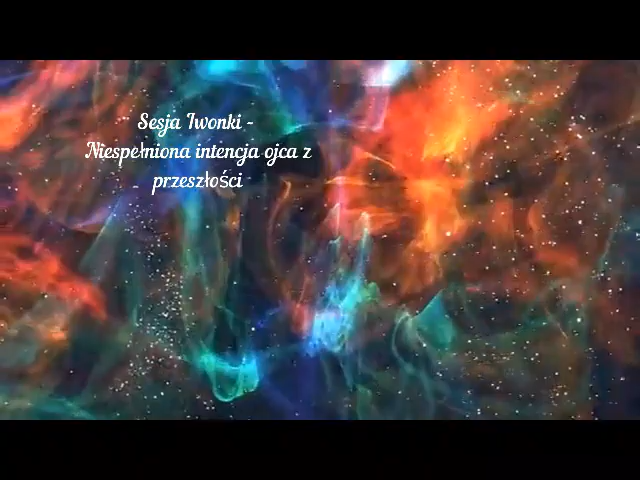 Sesja Iwonki -
Niespełniona intencja ojca z
przeszłości